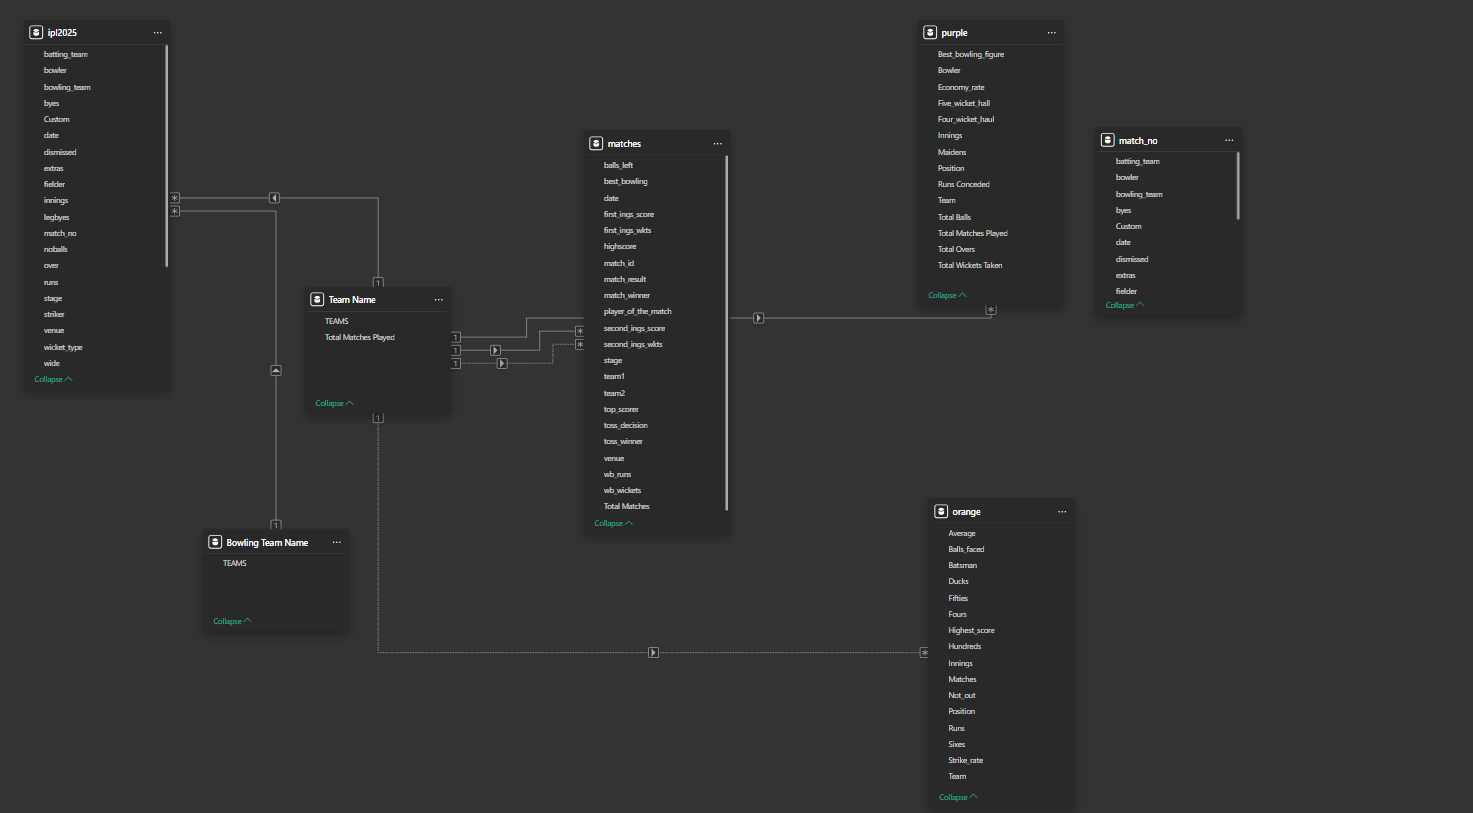 ipl2025
...
batting_team
bowler
bowling_team
byes
Custom
date
dismissed
extras
fielder
innings
legbyes
match_no
noballs
over
runs
stage
striker
venue
wicket_type
wide
Collapse
Team Name
...
TEAMS
Total Matches Played
Collapse
Bowling Team Name
...
TEAMS
Collapse
matches
...
balls_left
best_bowling
date
first_ings_score
first_ings_wkts
highscore
match_id
match_result
match_winner
player_of_the_match
second_ings_score
second_ings_wkts
stage
team1
team2
top_scorer
toss_decision
toss_winner
venue
wb_runs
wb_wickets
Total Matches
Collapse
purple
...
Best_bowling_figure
Bowler
Economy_rate
Five_wicket_hall
Four_wicket_haul
Innings
Maidens
Position
Runs Conceded
Team
Total Balls
Total Matches Played
Total Overs
Total Wickets Taken
Collapse
match_no
...
batting_team
bowler
bowling_team
byes
Custom
date
dismissed
extras
fielder
Collapse
orange
...
Average
Balls_faced
Batsman
Ducks
Fifties
Fours
Highest_score
Hundreds
Innings
Matches
Not_out
Position
Runs
Sixes
Strike_rate
Team
Collapse
1
1
1
1
1
1
*
*
*
*
*
*